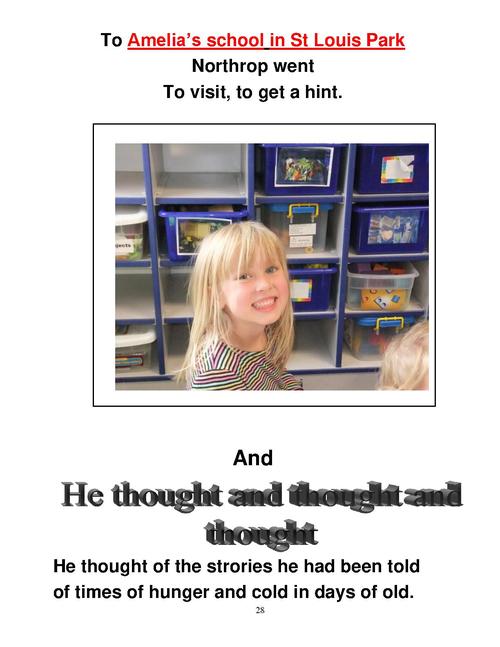 To Amelia's school in St Louis Park
Northrop went
To visit, to get a hint.
jects
And
He thought and thought and
thought
He thought of the strories he had been told
of times of hunger and cold in days of old.
28